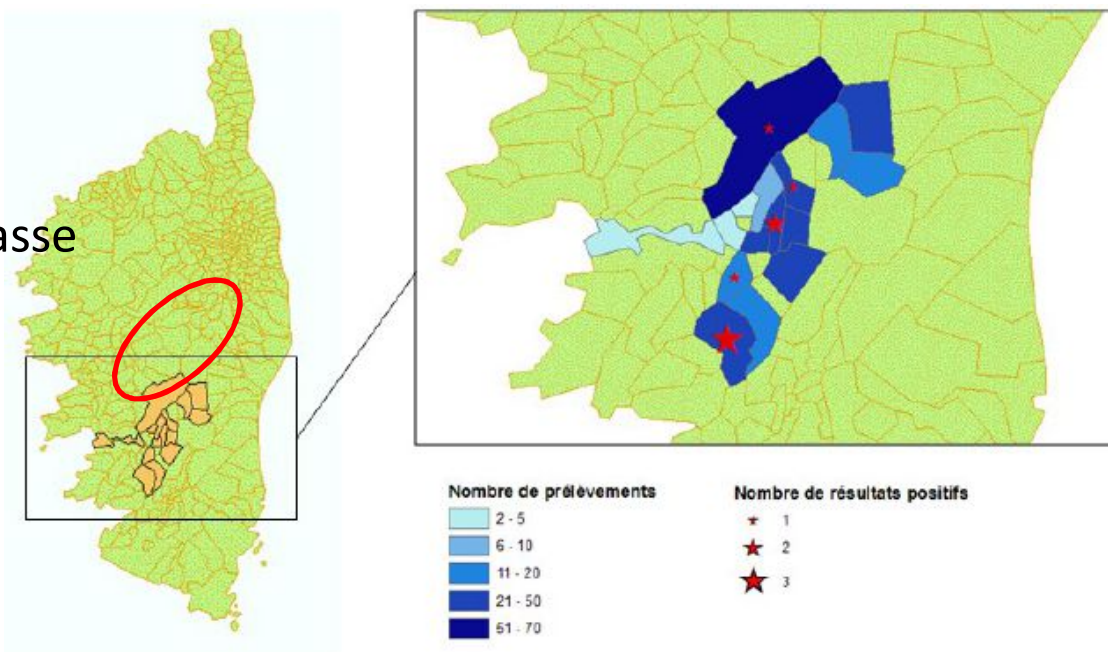 asse
Nombre de prélèvements
2 - 5
6 - 10
11 - 20
21 - 50
51 - 70
Nombre de résultats positifs
1
2
3